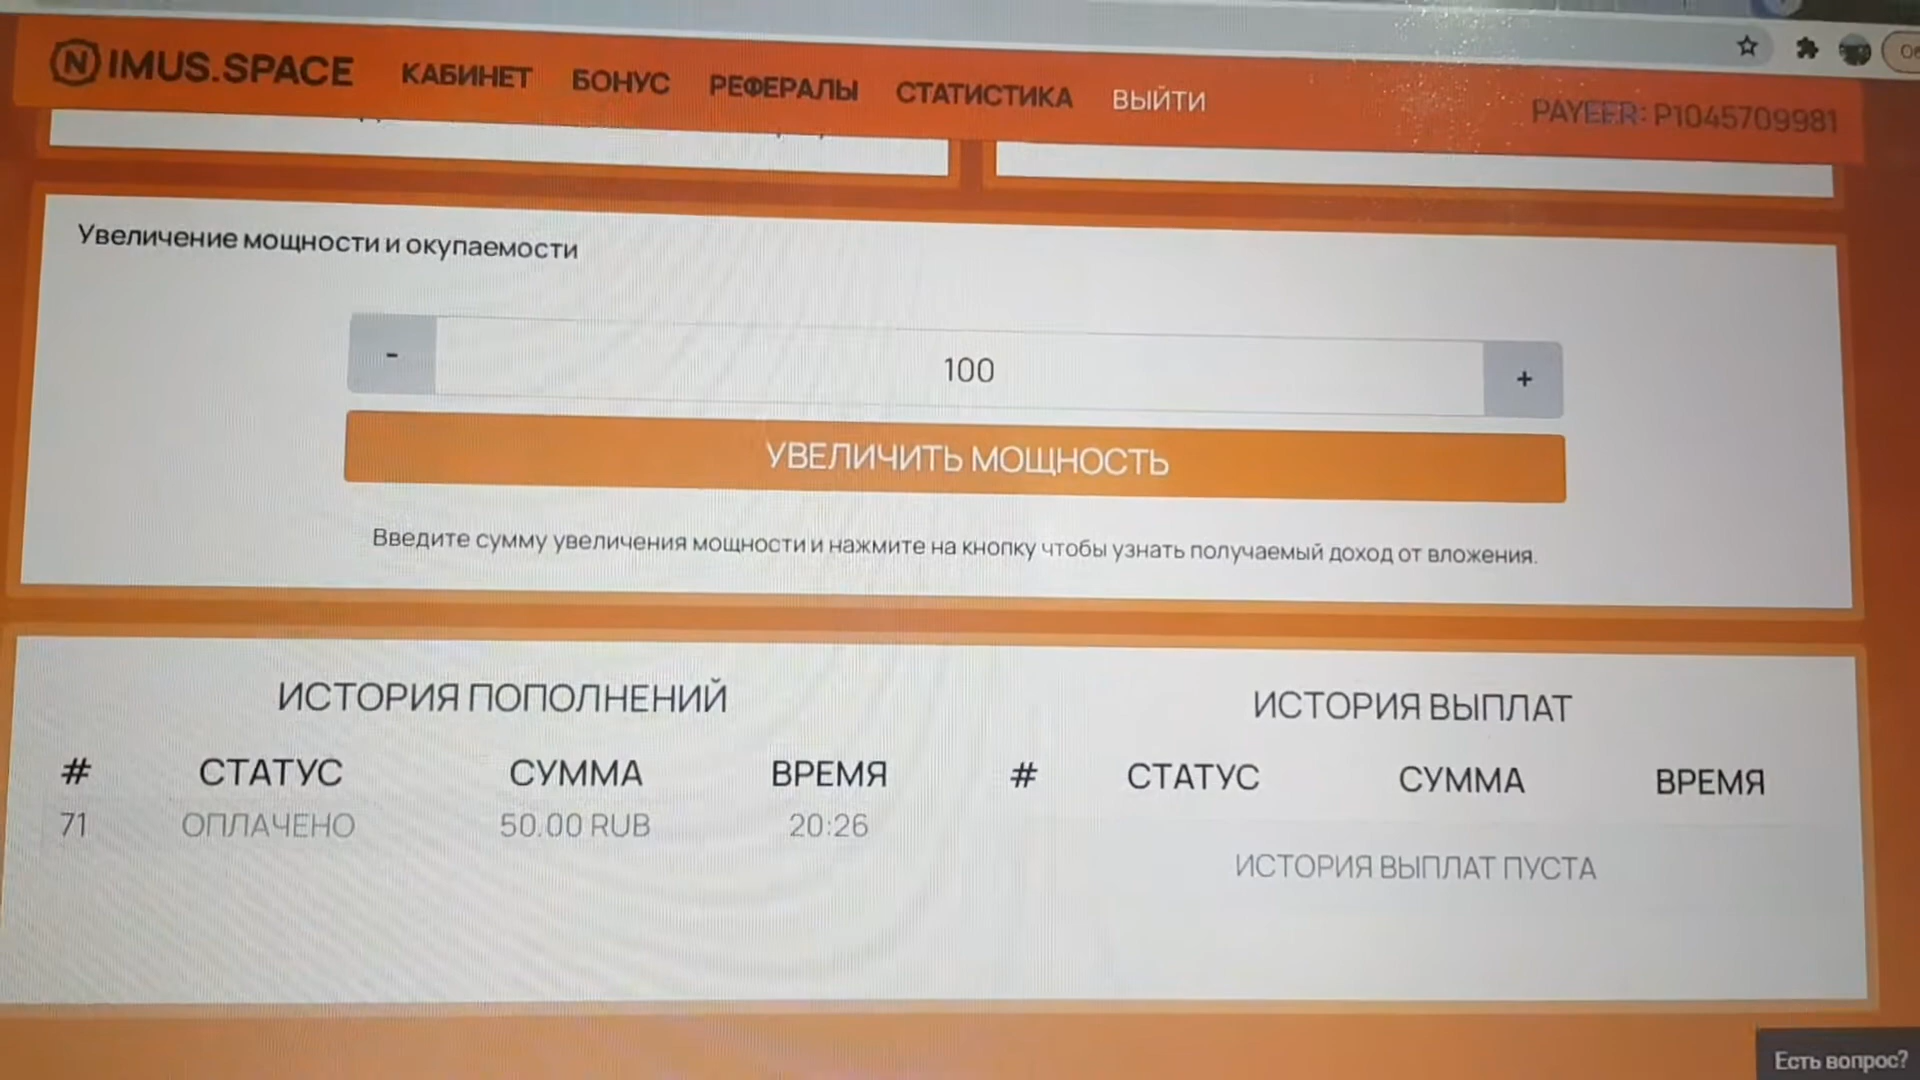 NIMUS.SPACE КАБИНЕТ БОНУС РЕФЕРАЛЫ СТАТИСТИКА ВЫЙТИ PAYEER: P1045709981
Увеличение мощности и окупаемости
- 100 +
УВЕЛИЧИТЬ МОЩНОСТЬ
Введите сумму увеличения мощности и нажмите на кнопку чтобы узнать получаемый доход от вложения.
ИСТОРИЯ ПОПОЛНЕНИЙ
# СТАТУС СУММА ВРЕМЯ
71 ОПЛАЧЕНО 50.00 RUB 20:26
ИСТОРИЯ ВЫПЛАТ
# СТАТУС СУММА ВРЕМЯ
ИСТОРИЯ ВЫПЛАТ ПУСТА
Есть вопрос?